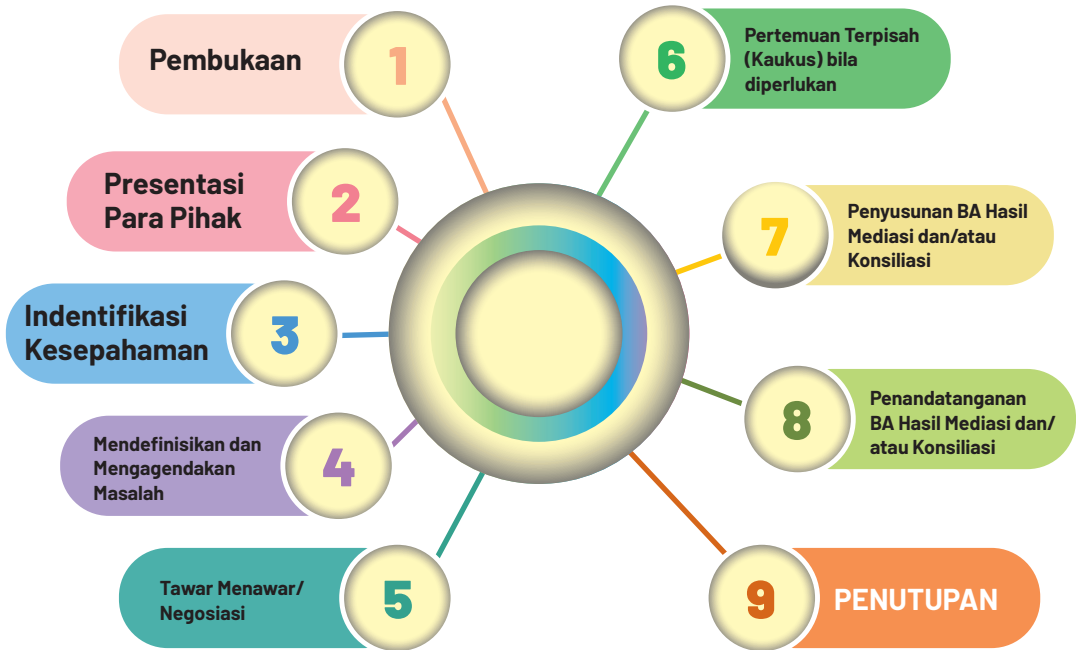 1
Pembukaan
2
Presentasi
Para Pihak
3
Indentifikasi
Kesepahaman
4
Mendefinisikan dan
Mengagendakan
Masalah
5
Tawar Menawar/
Negosiasi
6
Pertemuan Terpisah
(Kaukus) bila
diperlukan
7
Penyusunan BA Hasil
Mediasi dan/atau
Konsiliasi
8
Penandatanganan
BA Hasil Mediasi dan/
atau Konsiliasi
9
PENUTUPAN